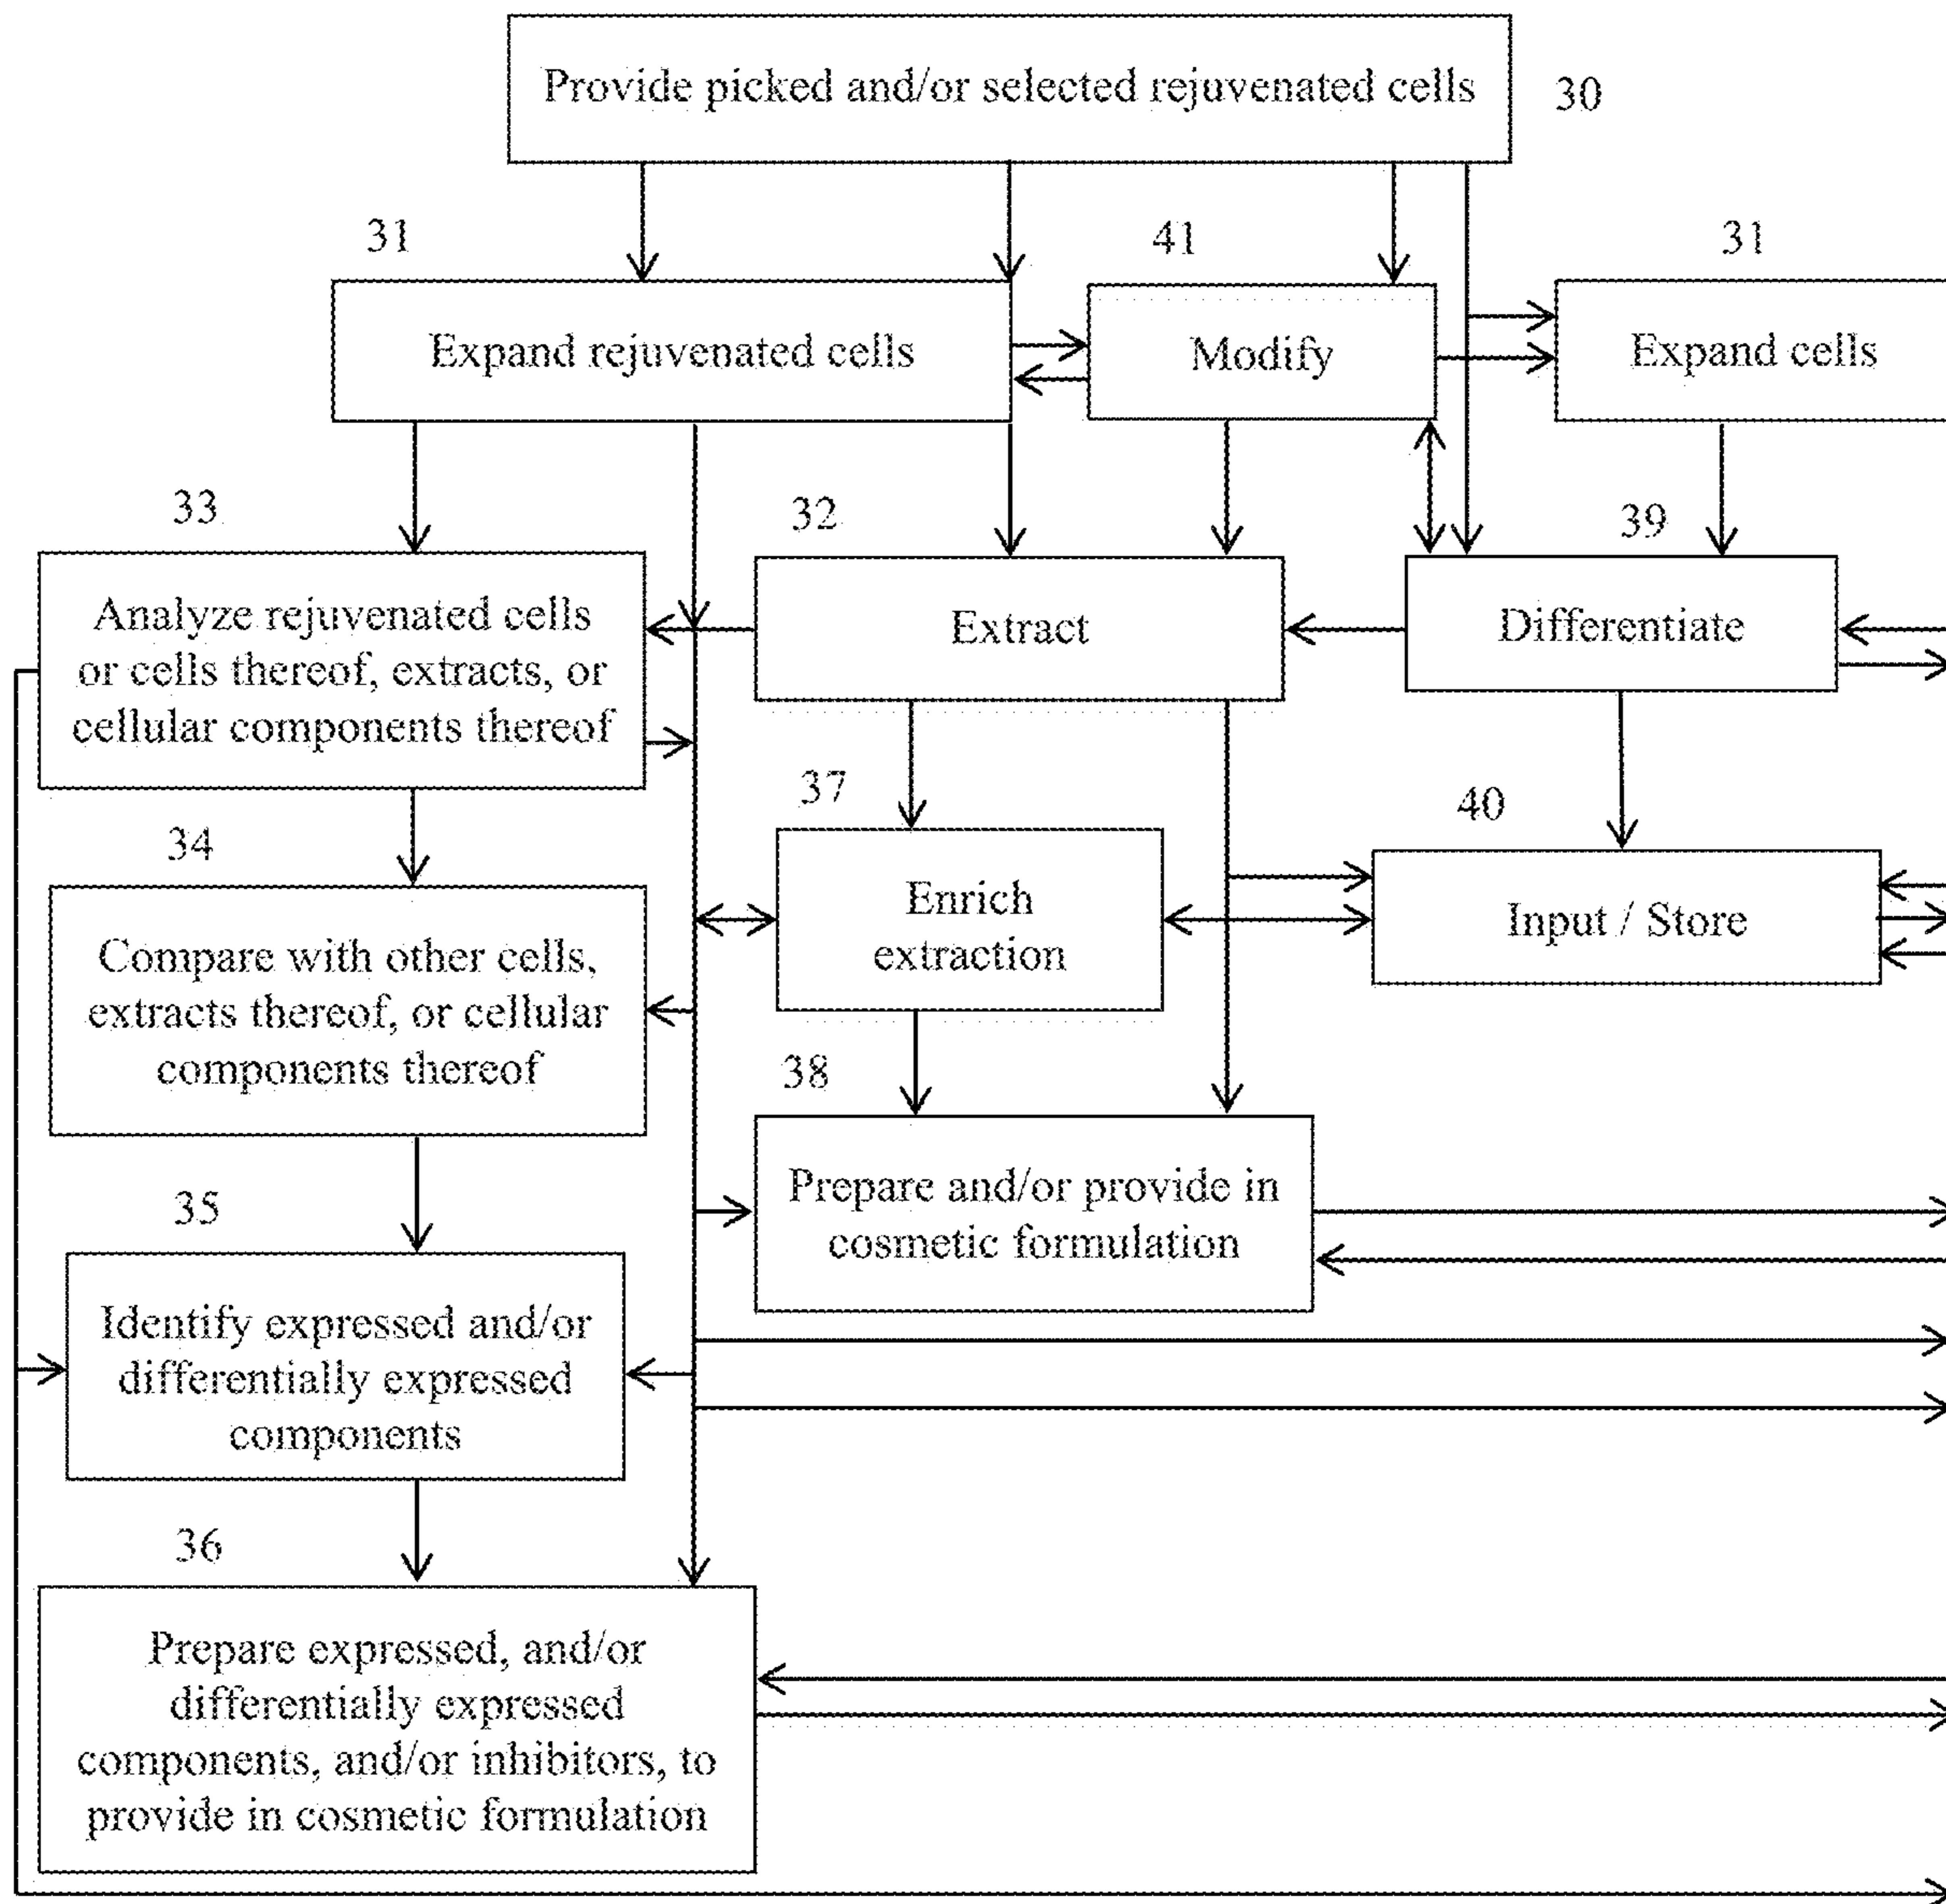 Provide picked and/or selected rejuvenated cells
30
31
41
31
Expand rejuvenated cells
Modify
Expand cells
33
32
39
Analyze rejuvenated cells
or cells thereof, extracts, or
cellular components thereof
Extract
Differentiate
37
40
34
Enrich
extraction
Input / Store
Compare with other cells,
extracts thereof, or cellular
components thereof
38
35
Prepare and/or provide in
cosmetic formulation
Identify expressed and/or
differentially expressed
components
36
Prepare expressed, and/or
differentially expressed
components, and/or inhibitors, to
provide in cosmetic formulation